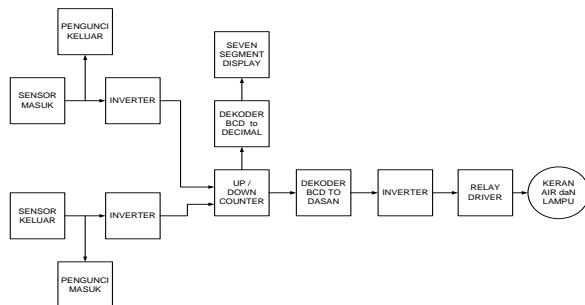 PENGUNCI
KELUAR
SEVEN
SEGMENT
DISPLAY
SENSOR
MASUK
INVERTER
DEKODER
BCD to
DECIMAL
UP /
DOWN
COUNTER
DEKODER
BCD TO
DASAN
INVERTER
RELAY
DRIVER
KERAN
AIR daN
LAMPU
SENSOR
KELUAR
INVERTER
PENGUNCI
MASUK